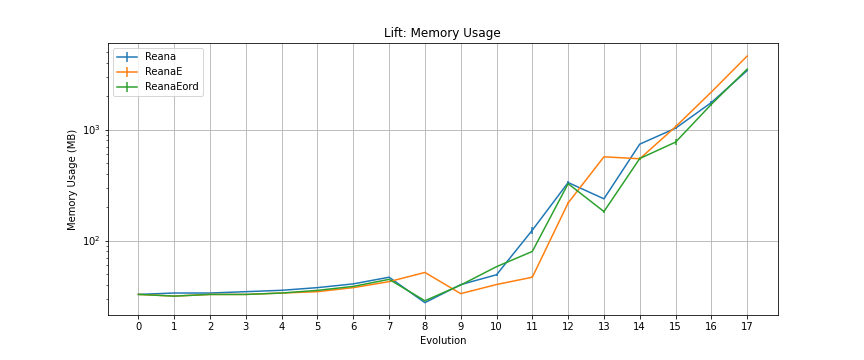 Lift: Memory Usage
Reana
ReanaE
ReanaEord
Memory Usage (MB)
10³
10²
0 1 2 3 4 5 6 7 8 9 10 11 12 13 14 15 16 17
Evolution